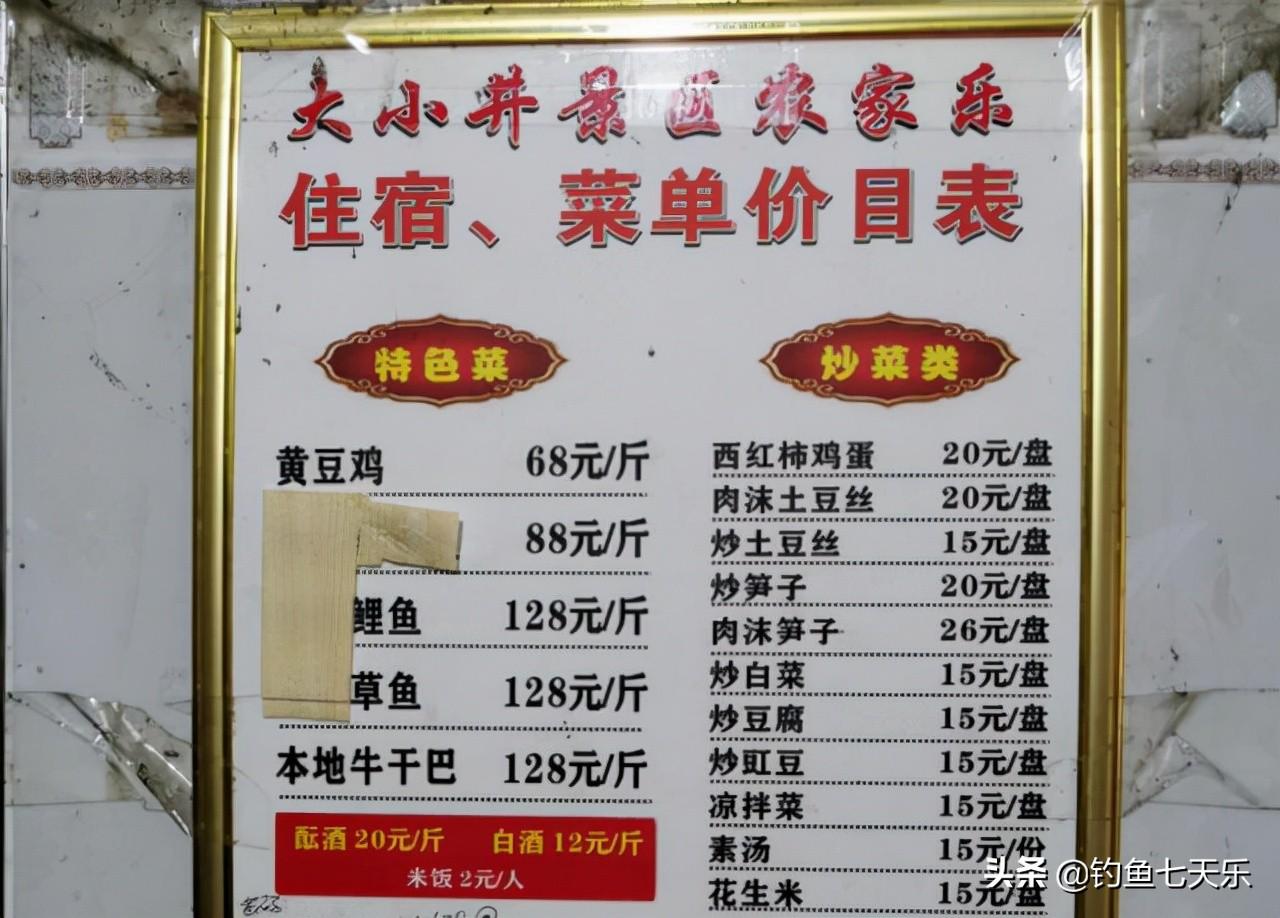 大小井景区农家乐
住宿、菜单价目表
特色菜
黄豆鸡 68元/斤
88元/斤
鲤鱼 128元/斤
草鱼 128元/斤
本地牛干巴 128元/斤
酝酒20元/斤 白酒12元/斤
米饭2元/人
炒菜类
西红柿鸡蛋 20元/盘
肉沫土豆丝 20元/盘
炒土豆丝 15元/盘
炒笋子 20元/盘
肉沫笋子 26元/盘
炒白菜 15元/盘
炒豆腐 15元/盘
炒豇豆 15元/盘
凉拌菜 15元/盘
素汤 15元/份
花生米 15元/盘
头条 @钓鱼七天乐